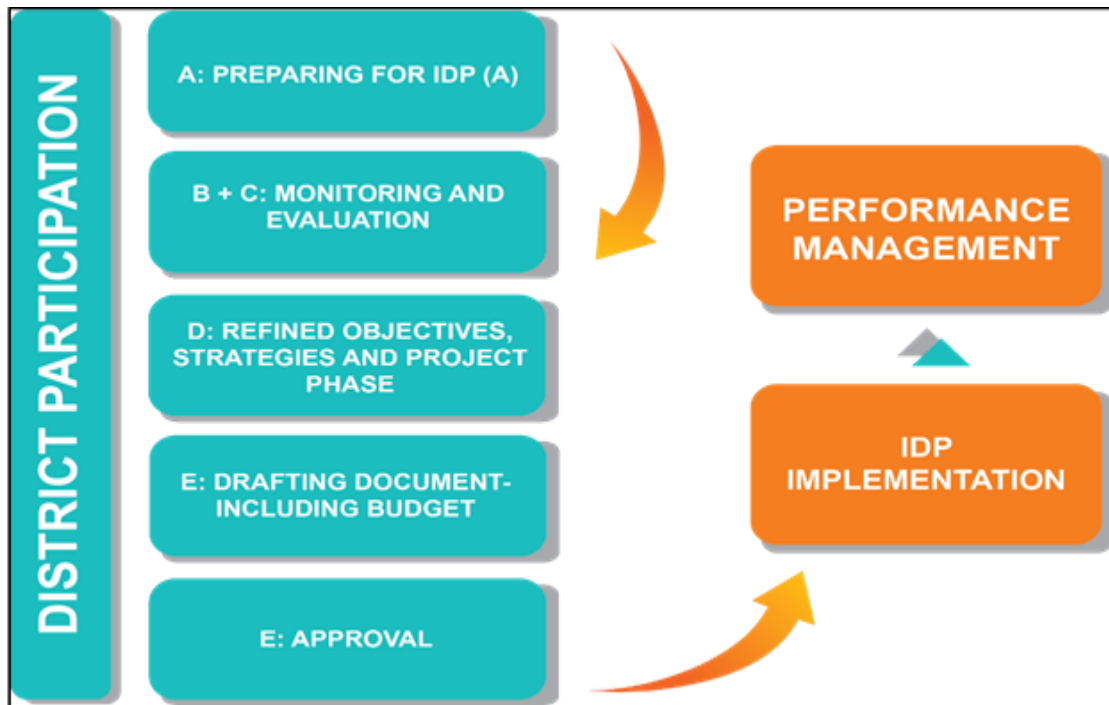 DISTRICT PARTICIPATION
A: PREPARING FOR IDP (A)
B + C: MONITORING AND
EVALUATION
D: REFINED OBJECTIVES,
STRATEGIES AND PROJECT
PHASE
E: DRAFTING DOCUMENT-
INCLUDING BUDGET
E: APPROVAL
PERFORMANCE
MANAGEMENT
IDP
IMPLEMENTATION